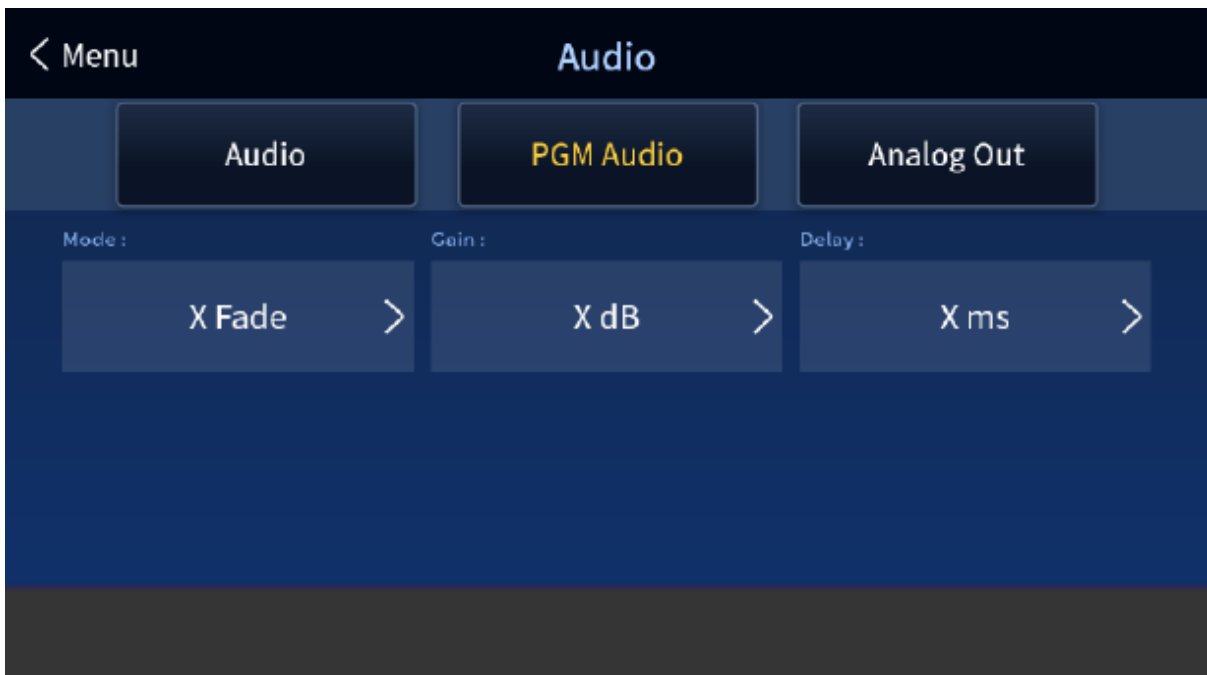 Menu
Audio
Audio
PGM Audio
Analog Out
Mode :
Gain :
Delay :
X Fade
X dB
X ms